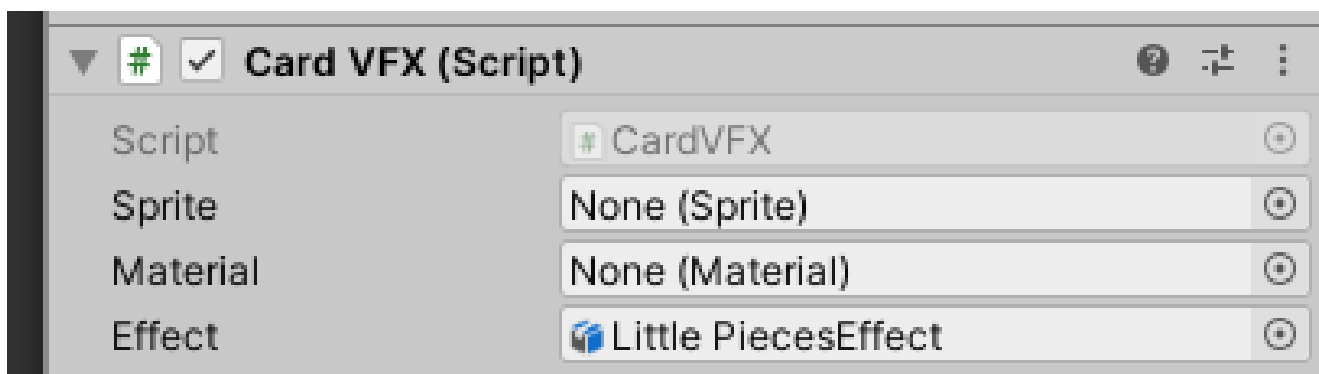 Card VFX (Script)
Script # CardVFX
Sprite None (Sprite)
Material None (Material)
Effect Little PiecesEffect